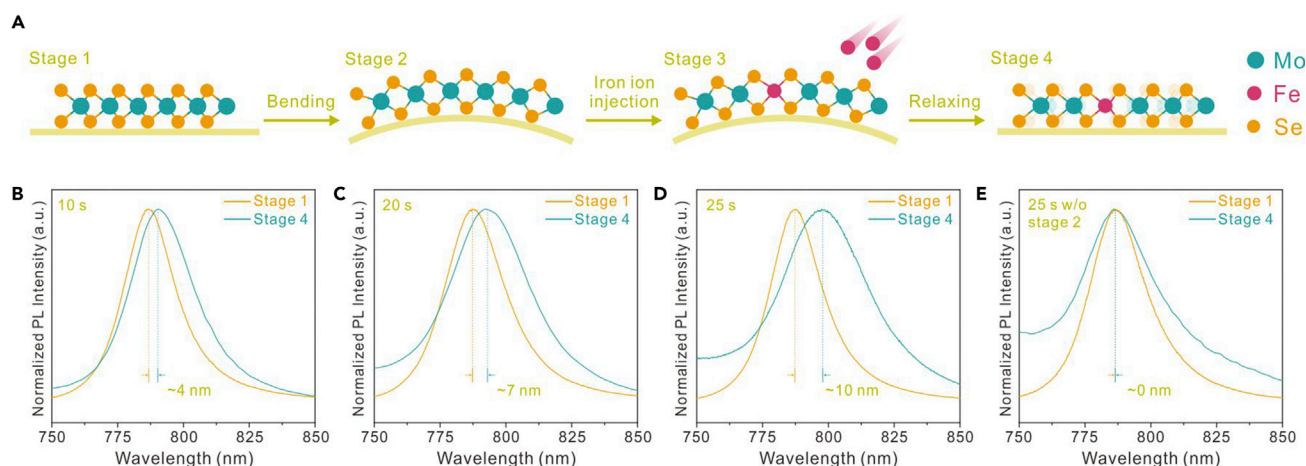 A
Stage 1
Bending
Stage 2
Iron ion
injection
Stage 3
Relaxing
Stage 4
Mo
Fe
Se
B
10 s
Stage 1
Stage 4
~4 nm
Normalized PL Intensity (a.u.)
750 775 800 825 850
Wavelength (nm)
C
20 s
Stage 1
Stage 4
~7 nm
Normalized PL Intensity (a.u.)
750 775 800 825 850
Wavelength (nm)
D
25 s
Stage 1
Stage 4
~10 nm
Normalized PL Intensity (a.u.)
750 775 800 825 850
Wavelength (nm)
E
25 s w/o
stage 2
Stage 1
Stage 4
~0 nm
Normalized PL Intensity (a.u.)
750 775 800 825 850
Wavelength (nm)